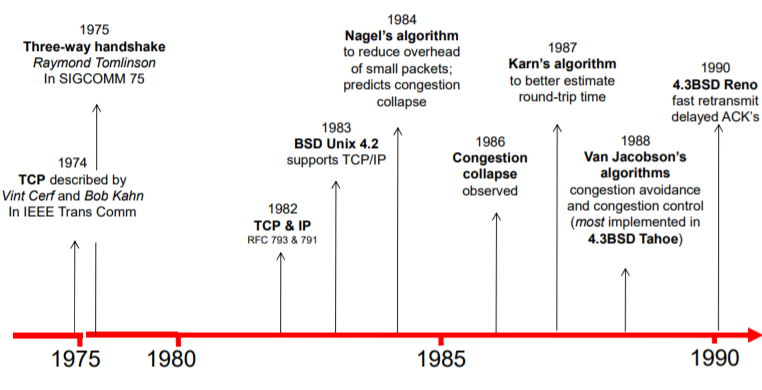 1975
Three-way handshake
Raymond Tomlinson
In SIGCOMM 75
1974
TCP described by
Vint Cerf and Bob Kahn
In IEEE Trans Comm
1982
TCP & IP
RFC 793 & 791
1983
BSD Unix 4.2
supports TCP/IP
1984
Nagel's algorithm
to reduce overhead
of small packets;
predicts congestion
collapse
1986
Congestion
collapse
observed
1987
Karn's algorithm
to better estimate
round-trip time
1988
Van Jacobson's
algorithms
congestion avoidance
and congestion control
(most implemented in
4.3BSD Tahoe)
1990
4.3BSD Reno
fast retransmit
delayed ACK's
1975
1980
1985
1990